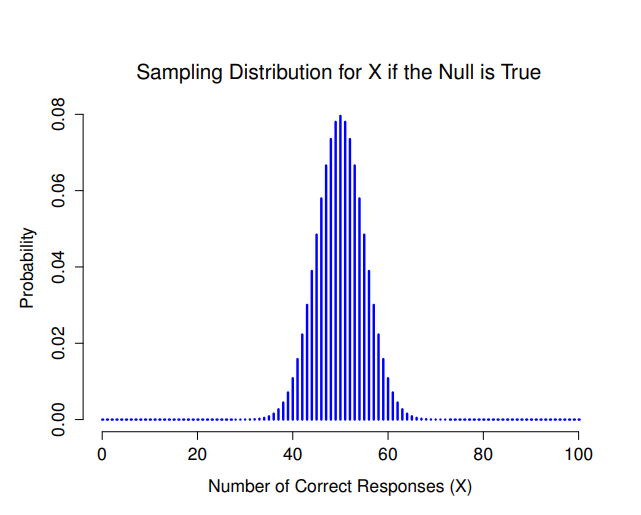 Sampling Distribution for X if the Null is True
Probability
0.08
0.06
0.04
0.02
0.00
0 20 40 60 80 100
Number of Correct Responses (X)